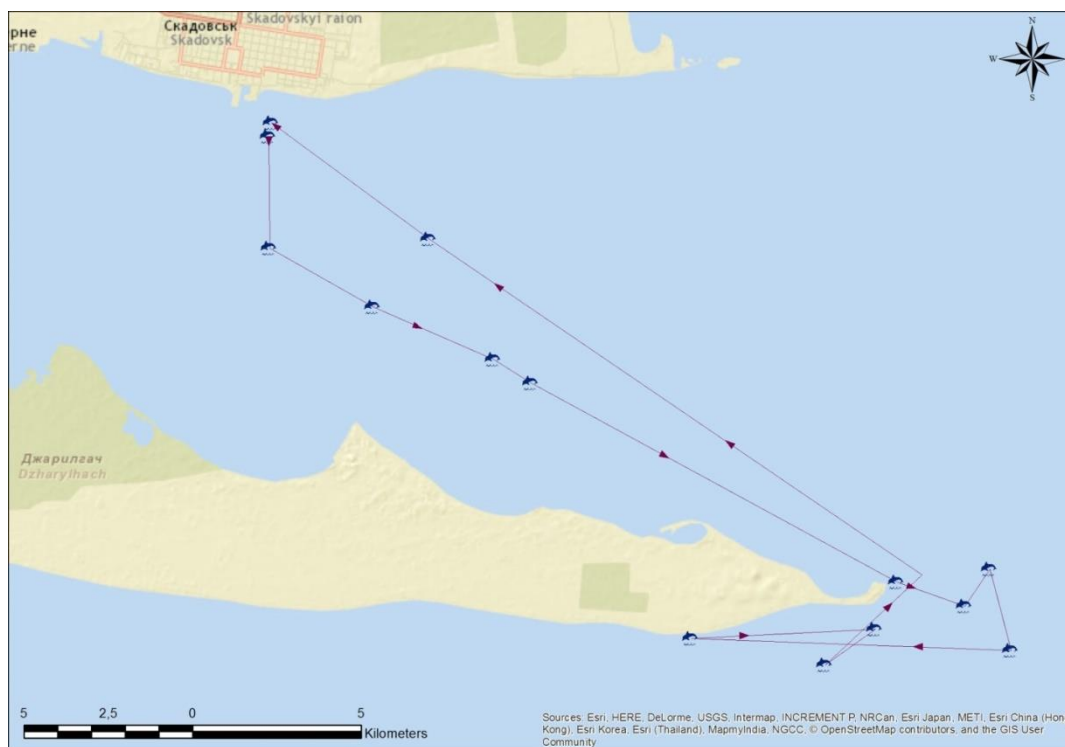 Skadovskyi raion
Скадовськ
Skadovsk
рне
erne
N
W
S
Джарилгач
Dzharylhach
5 2,5 0 5
Kilometers
Sources: Esri, HERE, DeLorme, USGS, Intermap, INCREMENT P, NRCan, Esri Japan, METI, Esri China (Hong
Kong), Esri Korea, Esri (Thailand), MapmyIndia, NGCC, © OpenStreetMap contributors, and the GIS User
Community